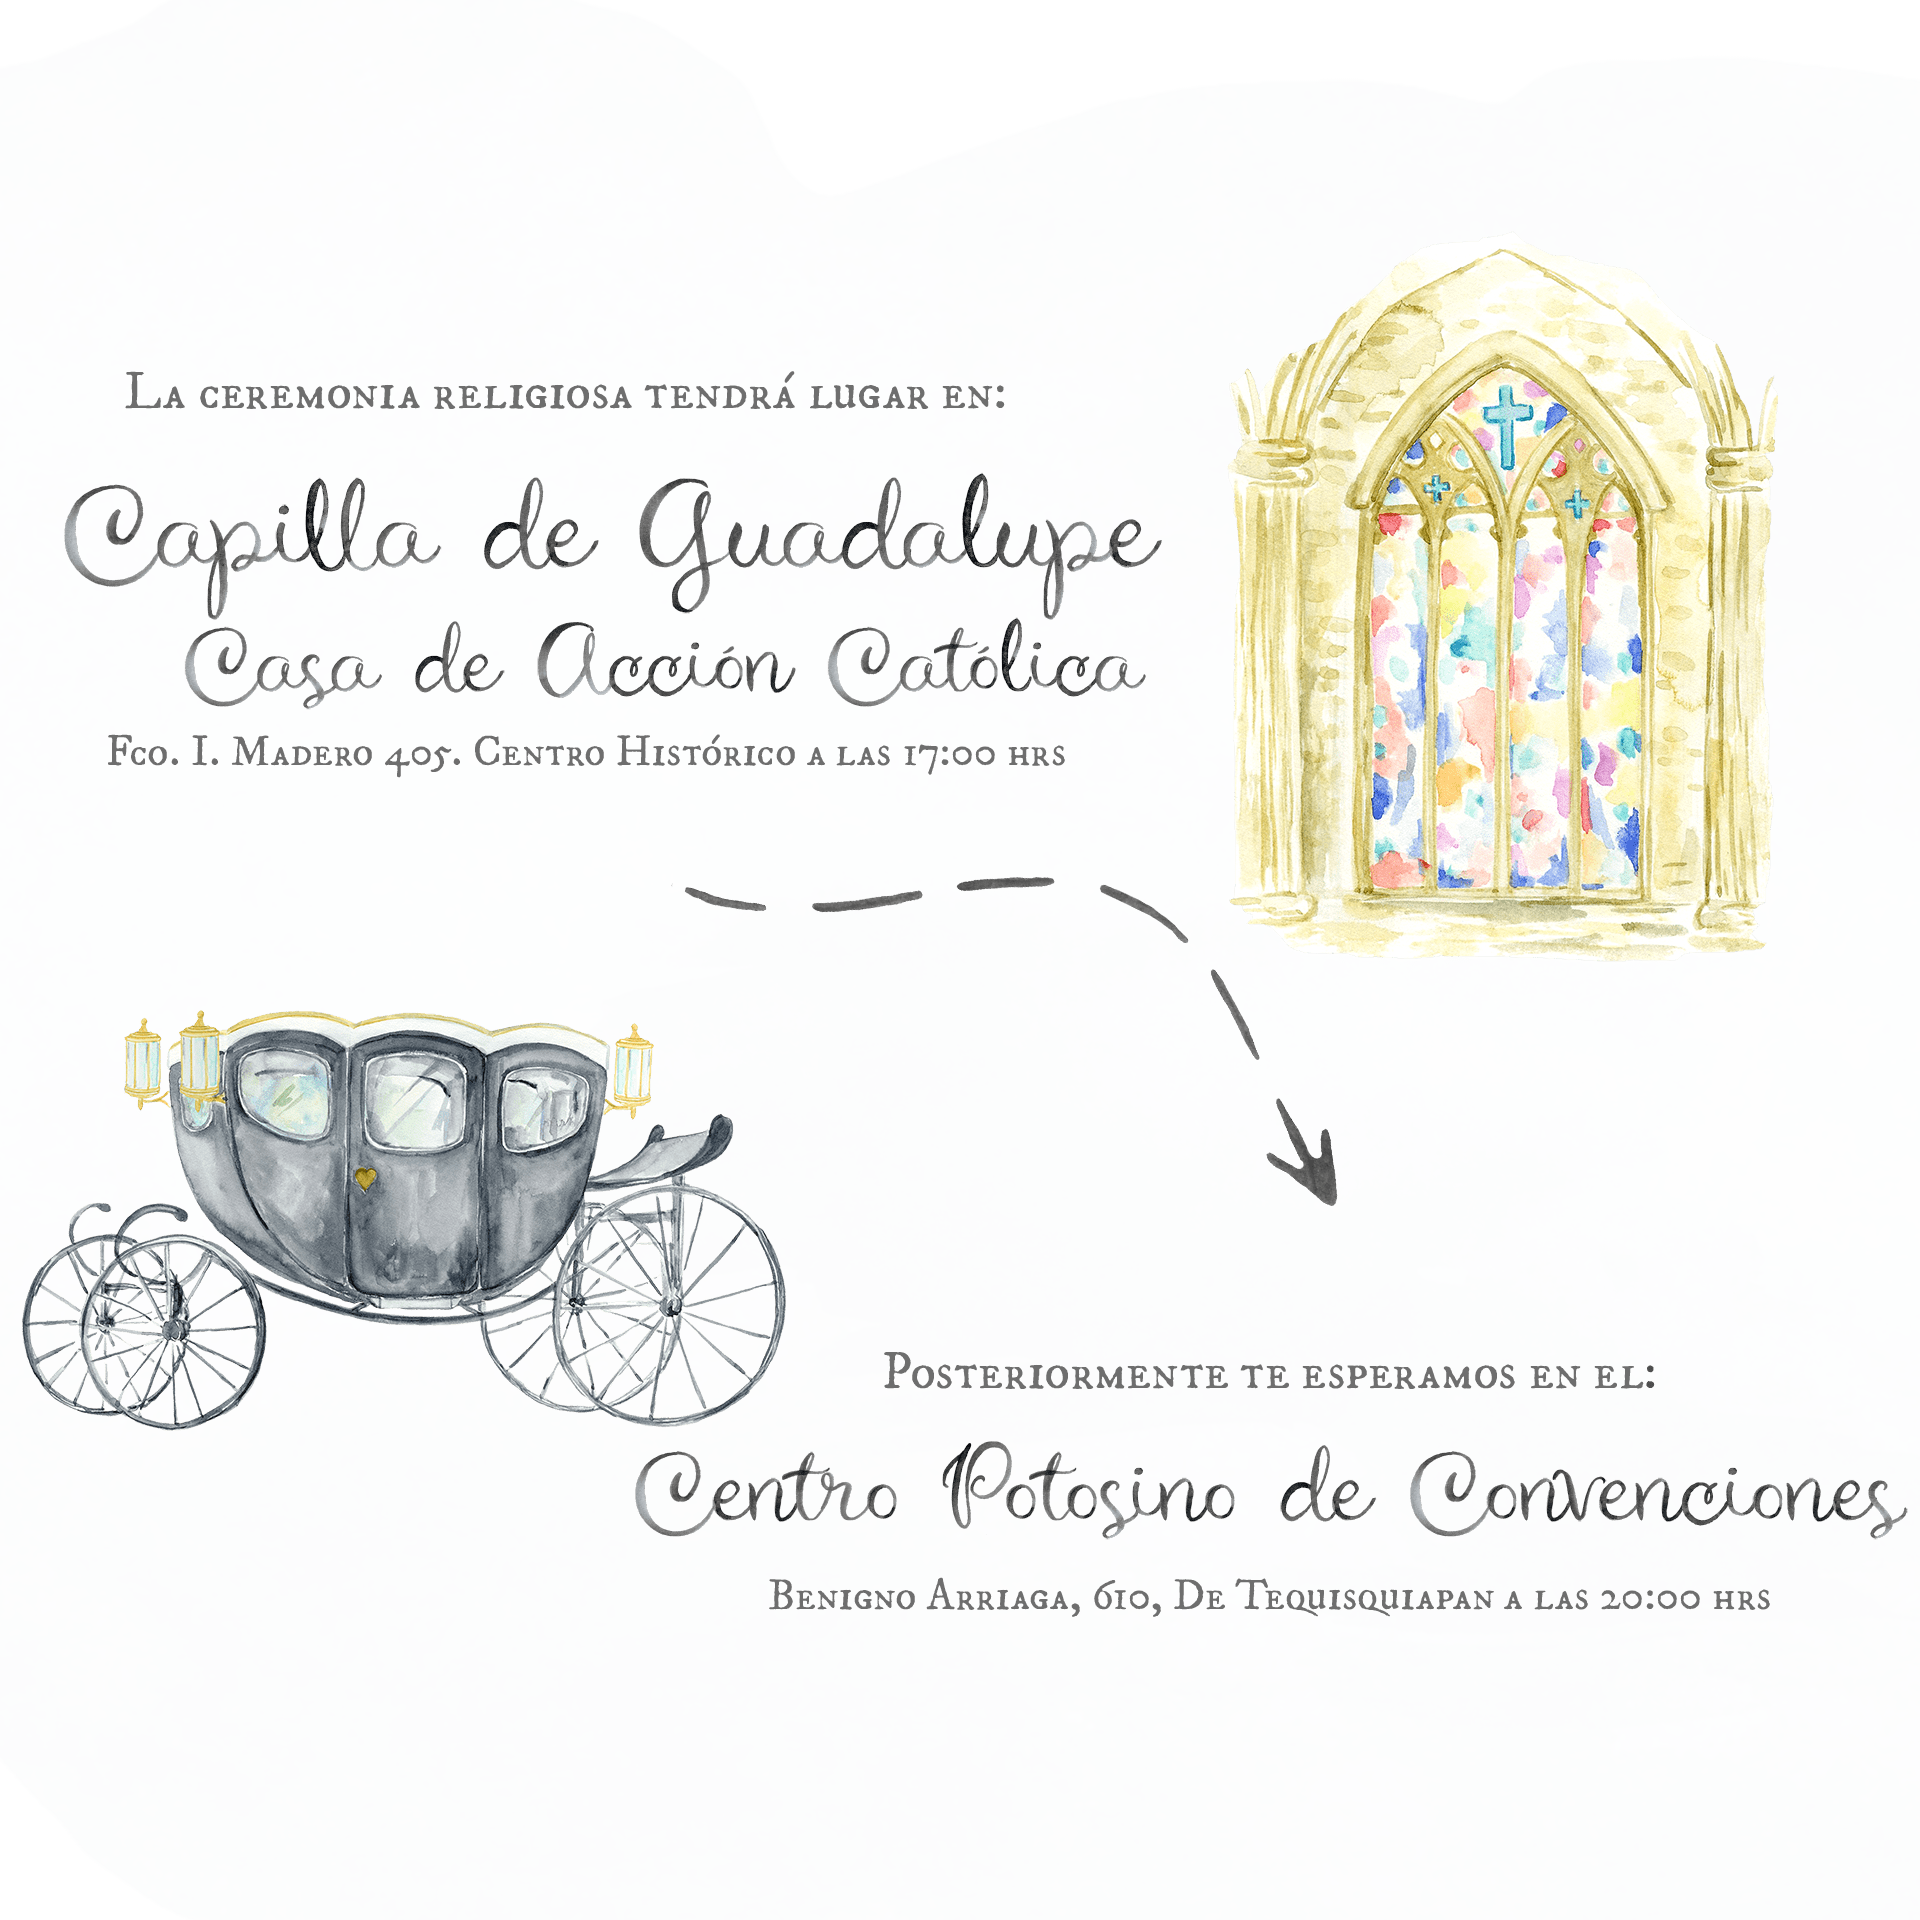 La ceremonia religiosa tendrá lugar en:
Capilla de Guadalupe
Casa de Acción Católica
Fco. I. Madero 405. Centro Histórico a las 17:00 hrs
Posteriormente te esperamos en el:
Centro Potosino de Convenciones
Benigno Arriaga, 610, De Tequisquiapan a las 20:00 hrs